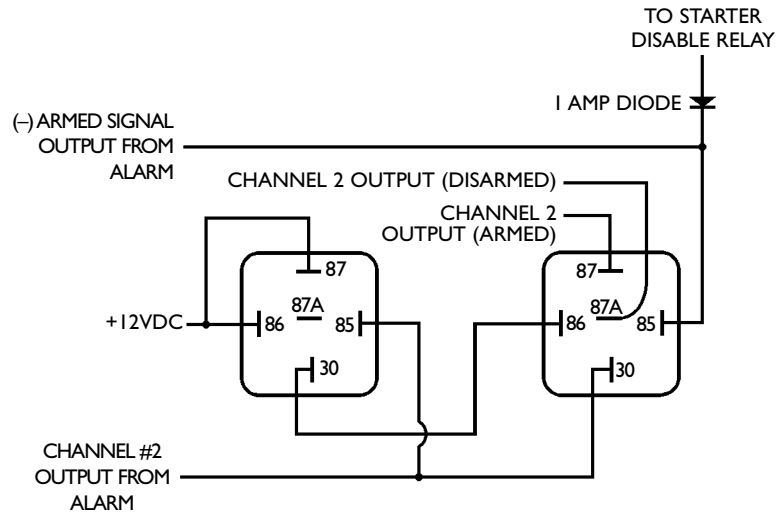 TO STARTER
DISABLE RELAY
1 AMP DIODE
(–) ARMED SIGNAL
OUTPUT FROM
ALARM
CHANNEL 2 OUTPUT (DISARMED)
CHANNEL 2
OUTPUT (ARMED)
87
87
87A
87A
+12VDC
86
85
86
85
30
30
CHANNEL #2
OUTPUT FROM
ALARM